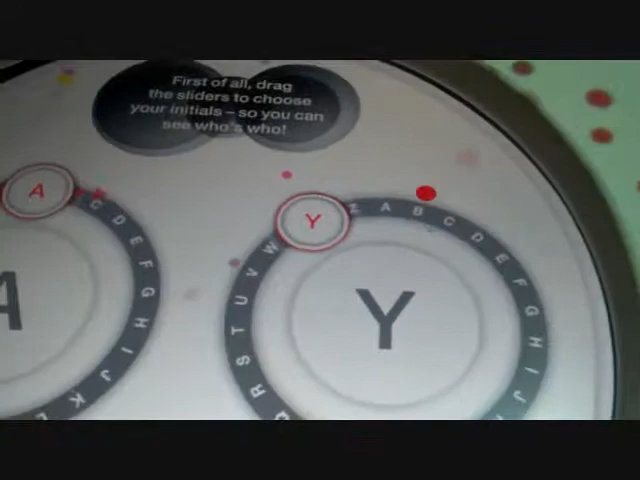 First of all, drag
the sliders to choose
your initials – so you can
see who's who!
A
C D E F G H I J K L
A
Y
Z A B C D E F G H I J
W V U T S R Q
Y